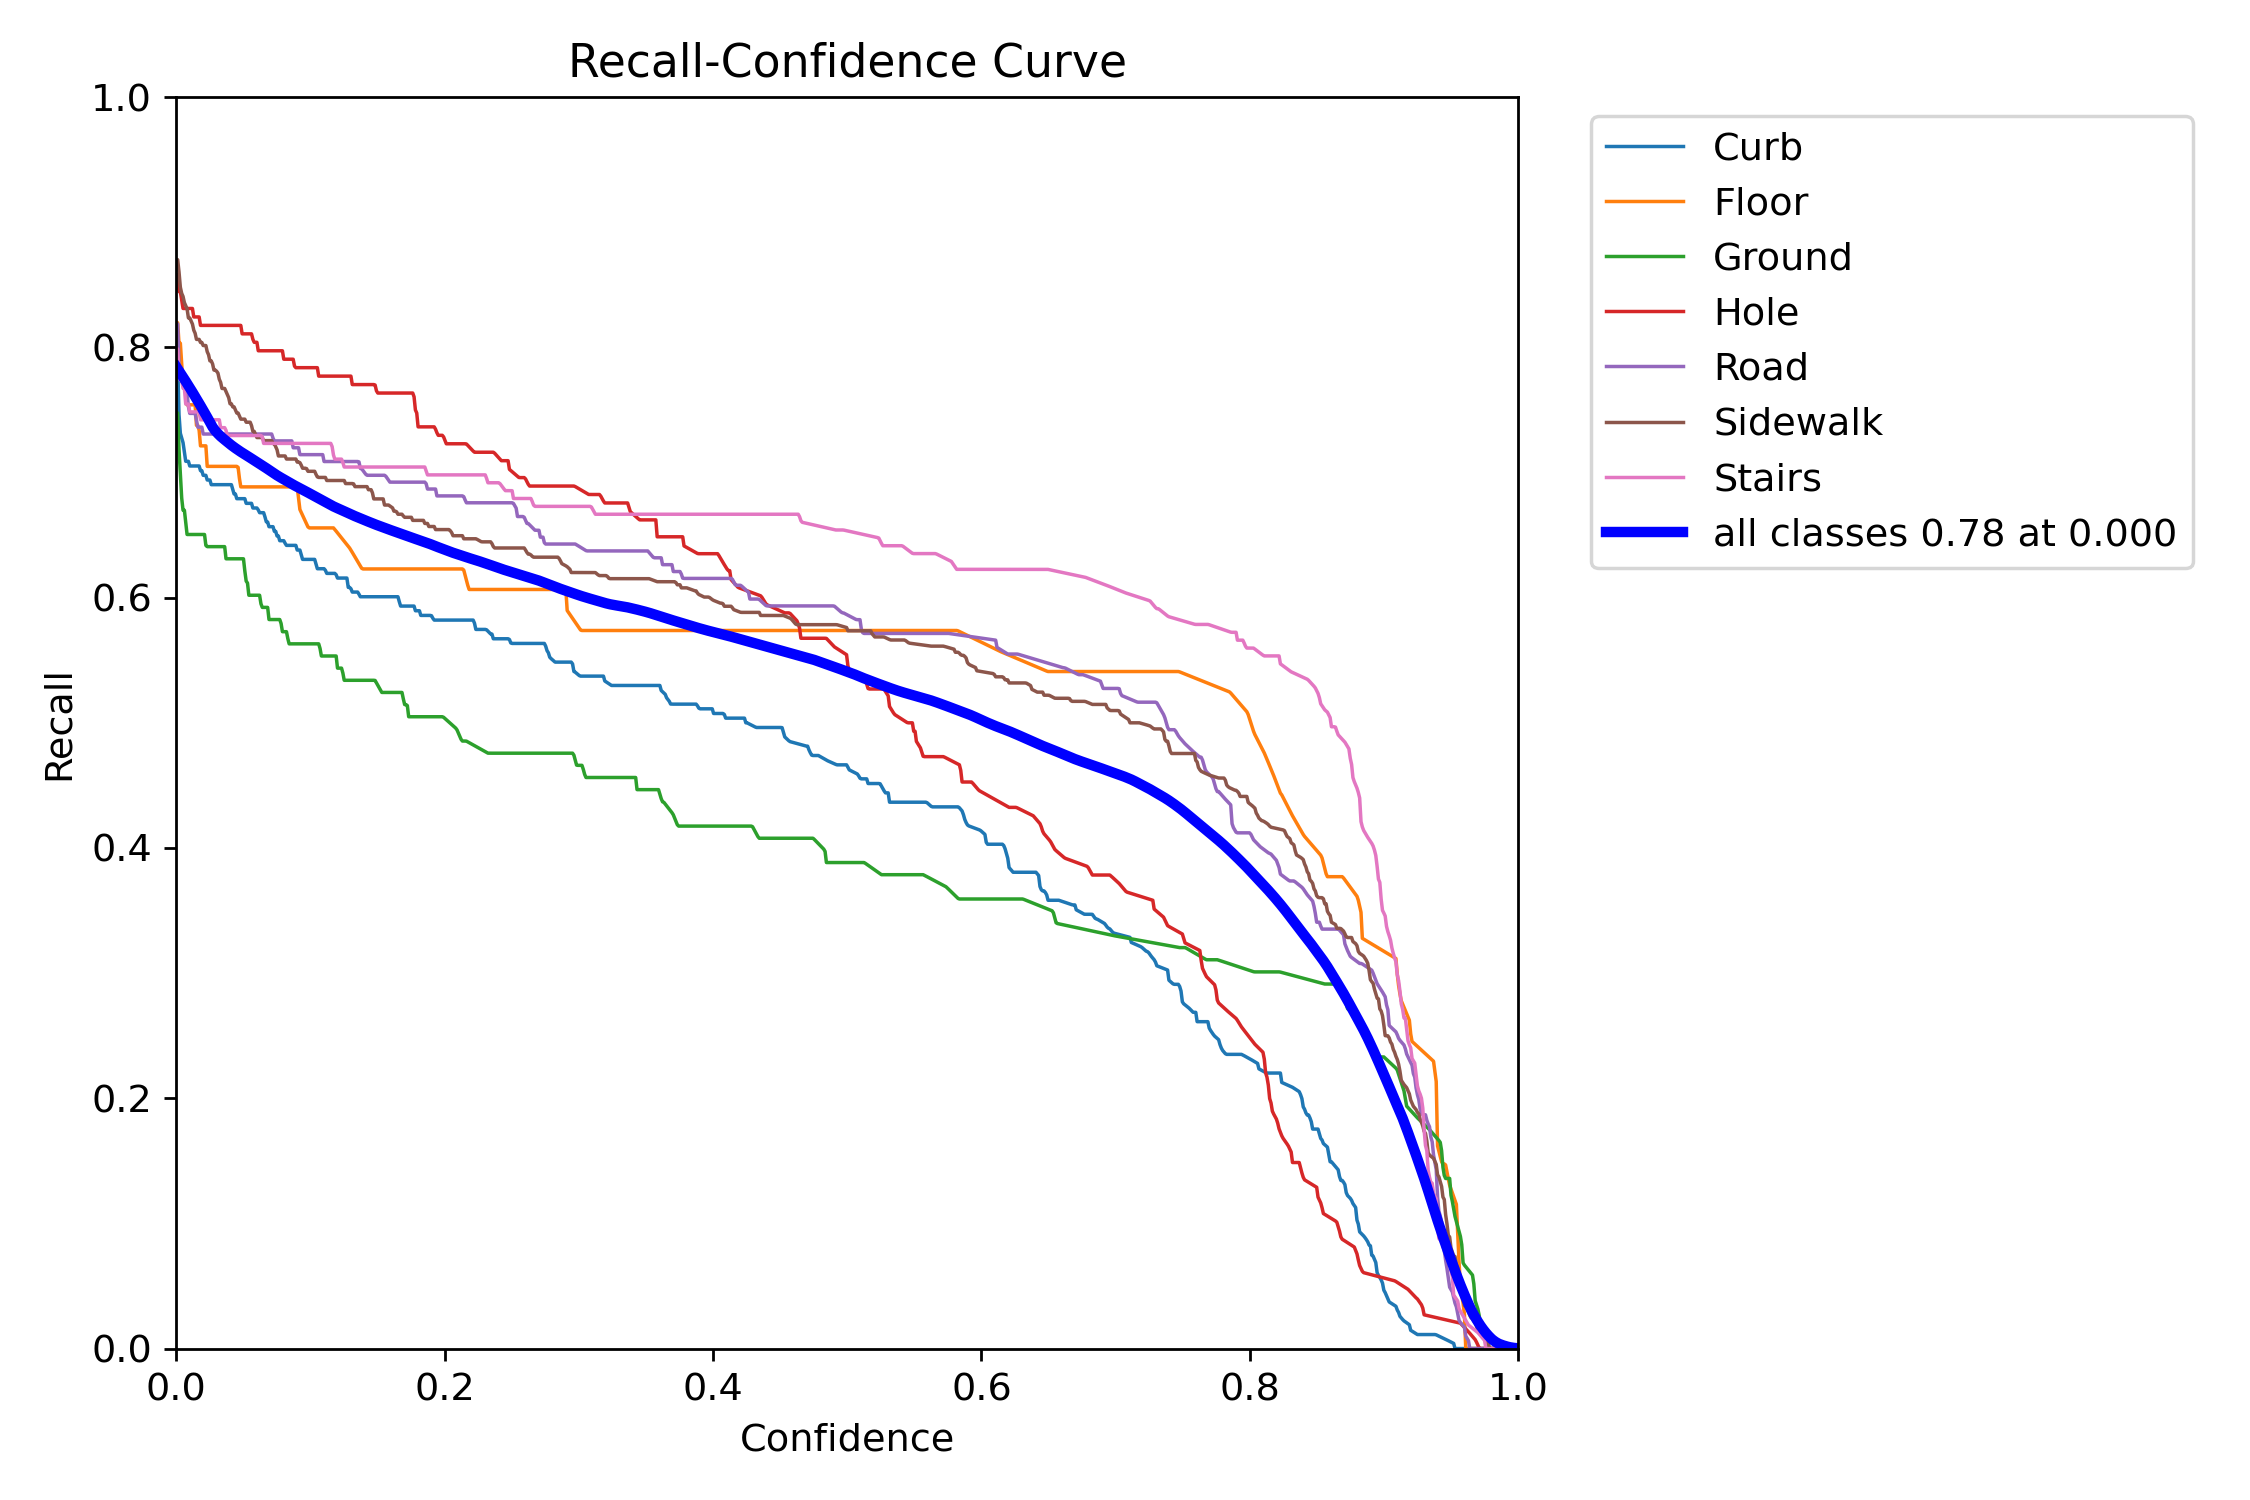 Recall-Confidence Curve
1.0
0.8
0.6
0.4
0.2
0.0
Recall
0.0 0.2 0.4 0.6 0.8 1.0
Confidence
Curb
Floor
Ground
Hole
Road
Sidewalk
Stairs
all classes 0.78 at 0.000